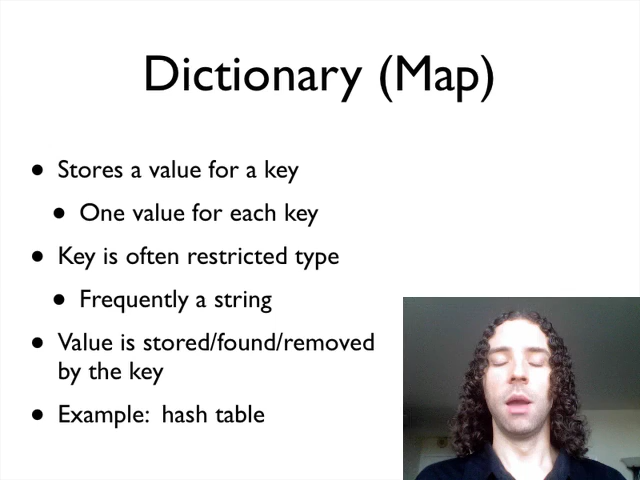 Dictionary (Map)
• Stores a value for a key
• One value for each key
• Key is often restricted type
• Frequently a string
• Value is stored/found/removed
by the key
• Example: hash table